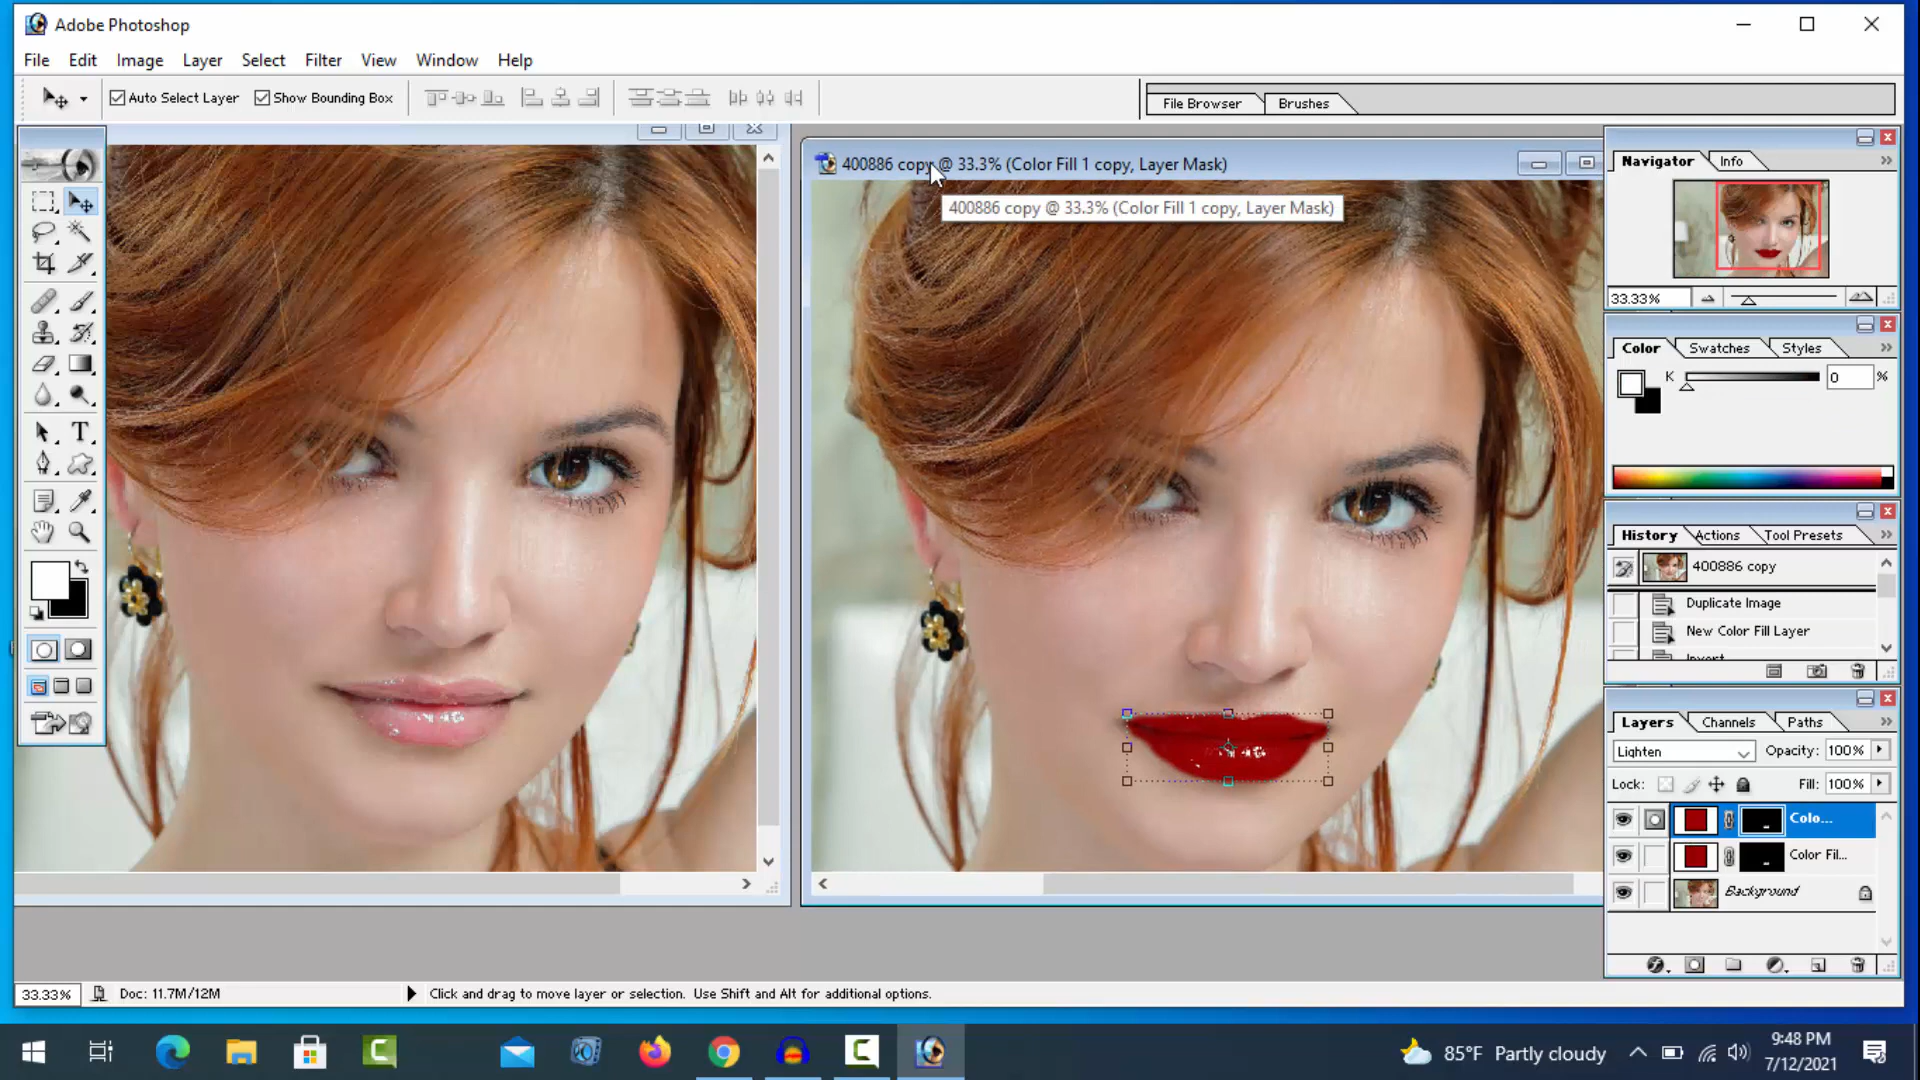 Adobe Photoshop
File Edit Image Layer Select Filter View Window Help
Auto Select Layer Show Bounding Box
File Browser Brushes
400886 copy @ 33.3% (Color Fill 1 copy, Layer Mask)
400886 copy @ 33.3% (Color Fill 1 copy, Layer Mask)
Navigator Info
33.33%
Color Swatches Styles
K 0 %
History Actions Tool Presets
400886 copy
Duplicate Image
New Color Fill Layer
Invert
Layers Channels Paths
Lighten Opacity: 100%
Lock: Fill: 100%
Colo...
Color Fil...
Background
33.33% Doc: 11.7M/12M Click and drag to move layer or selection. Use Shift and Alt for additional options.
85°F Partly cloudy
9:48 PM
7/12/2021